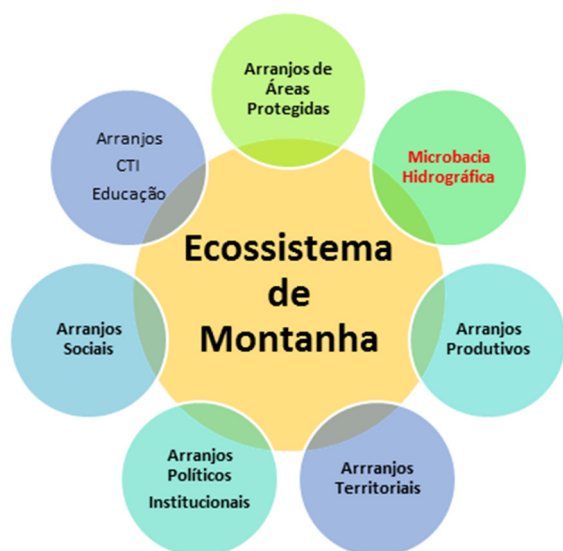 Arranjos de
Áreas
Protegidas
Microbacia
Hidrográfica
Arranjos
Produtivos
Arrranjos
Territoriais
Arranjos
Políticos
Institucionais
Arranjos
Sociais
Arranjos
CTI
Educação
Ecossistema
de
Montanha